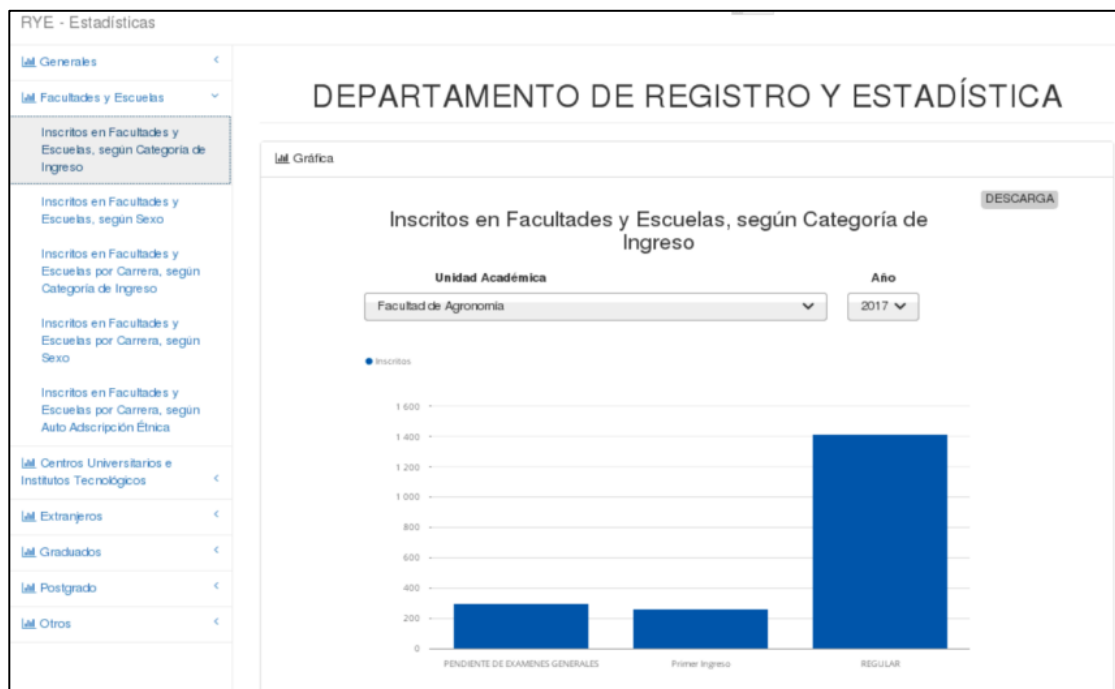 RYE - Estadísticas
Generales
Facultades y Escuelas
Inscritos en Facultades y
Escuelas, según Categoría de
Ingreso
Inscritos en Facultades y
Escuelas, según Sexo
Inscritos en Facultades y
Escuelas por Carrera, según
Categoría de Ingreso
Inscritos en Facultades y
Escuelas por Carrera, según
Sexo
Inscritos en Facultades y
Escuelas por Carrera, según
Auto Adscripción Étnica
Centros Universitarios e
Institutos Tecnológicos
Extranjeros
Graduados
Postgrado
Otros
DEPARTAMENTO DE REGISTRO Y ESTADÍSTICA
Gráfica
DESCARGA
Inscritos en Facultades y Escuelas, según Categoría de
Ingreso
Unidad Académica Año
Facultad de Agronomía 2017
Inscritos
1 600
1 400
1 200
1 000
800
600
400
200
0
PENDIENTE DE EXAMENES GENERALES Primer Ingreso REGULAR